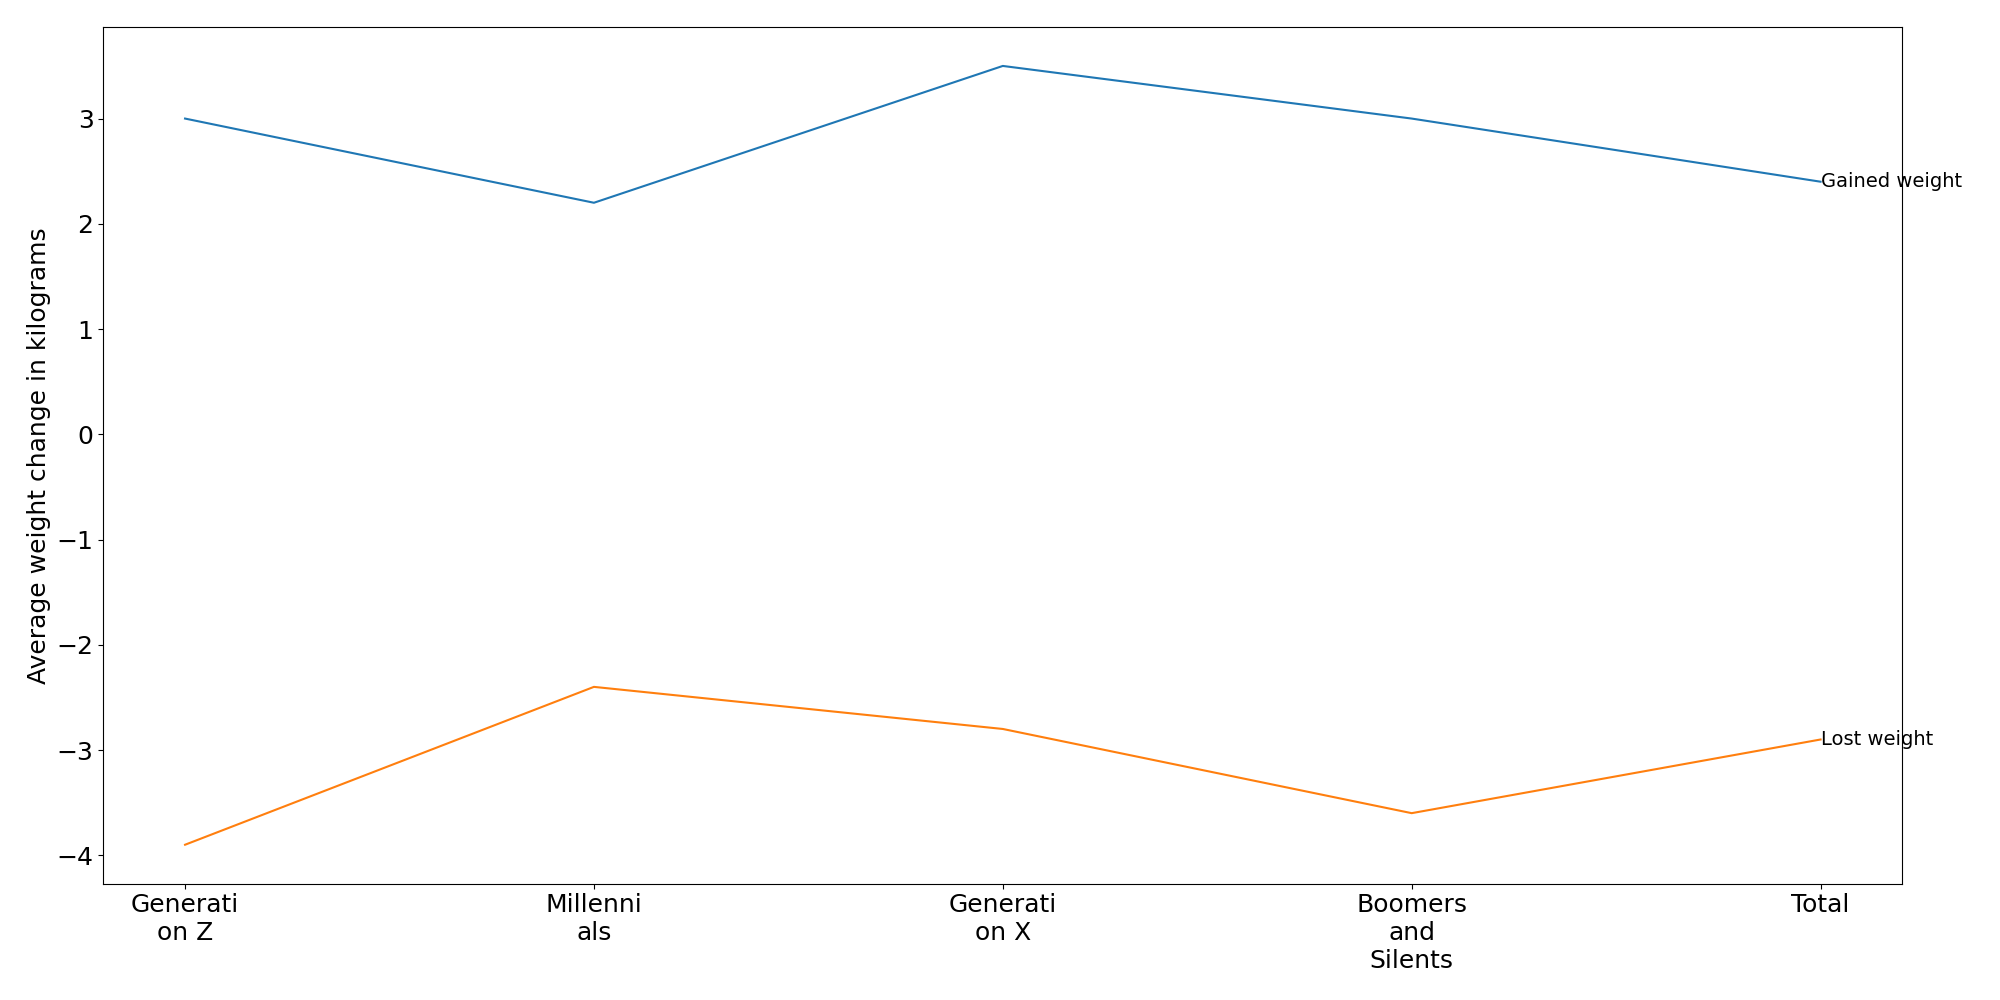 Average weight change in kilograms
3
2
1
0
−1
−2
−3
−4
Gained weight
Lost weight
Generati
on Z
Millenni
als
Generati
on X
Boomers
and
Silents
Total